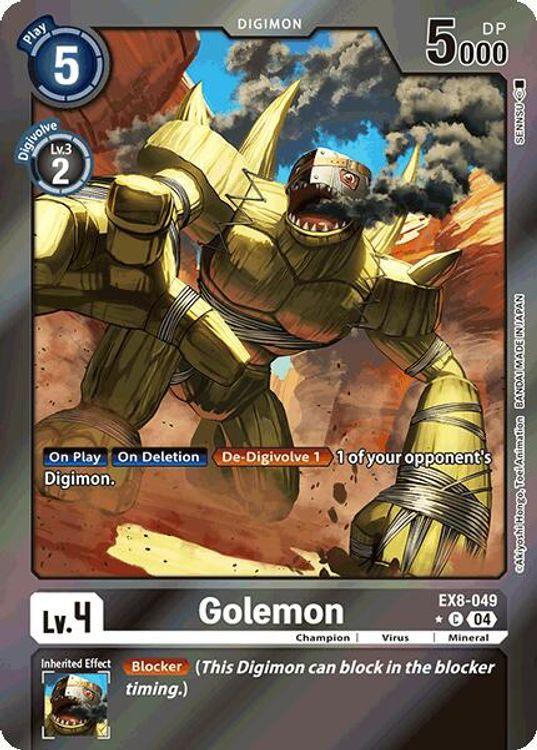 DIGIMON
Play
5
DP
5000
Digivolve
Lv.3
2
SENNSU
©Akiyoshi Hongo, Toei Animation BANDAI MADE IN JAPAN
On Play On Deletion De-Digivolve 1 1 of your opponent's
Digimon.
Lv.4
Golemon
EX8-049
C 04
Champion | Virus | Mineral
Inherited Effect
Blocker (This Digimon can block in the blocker
timing.)